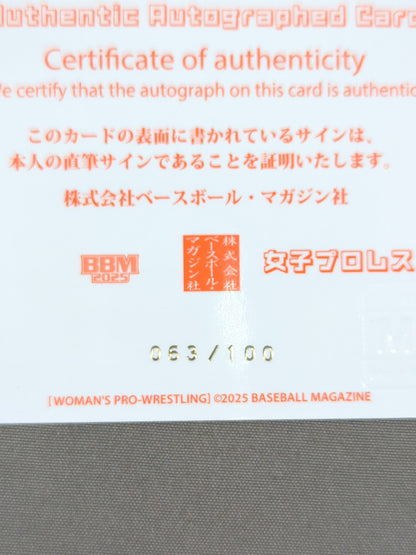 Authentic Autographed Card
Certificate of authenticity
We certify that the autograph on this card is authentic
このカードの表面に書かれているサインは、
本人の直筆サインであることを証明いたします。
株式会社ベースボール・マガジン社
BBM
2025
株式会社
ベースボール・
マガジン社
女子プロレス
063/100
[WOMAN'S PRO-WRESTLING] ©2025 BASEBALL MAGAZINE